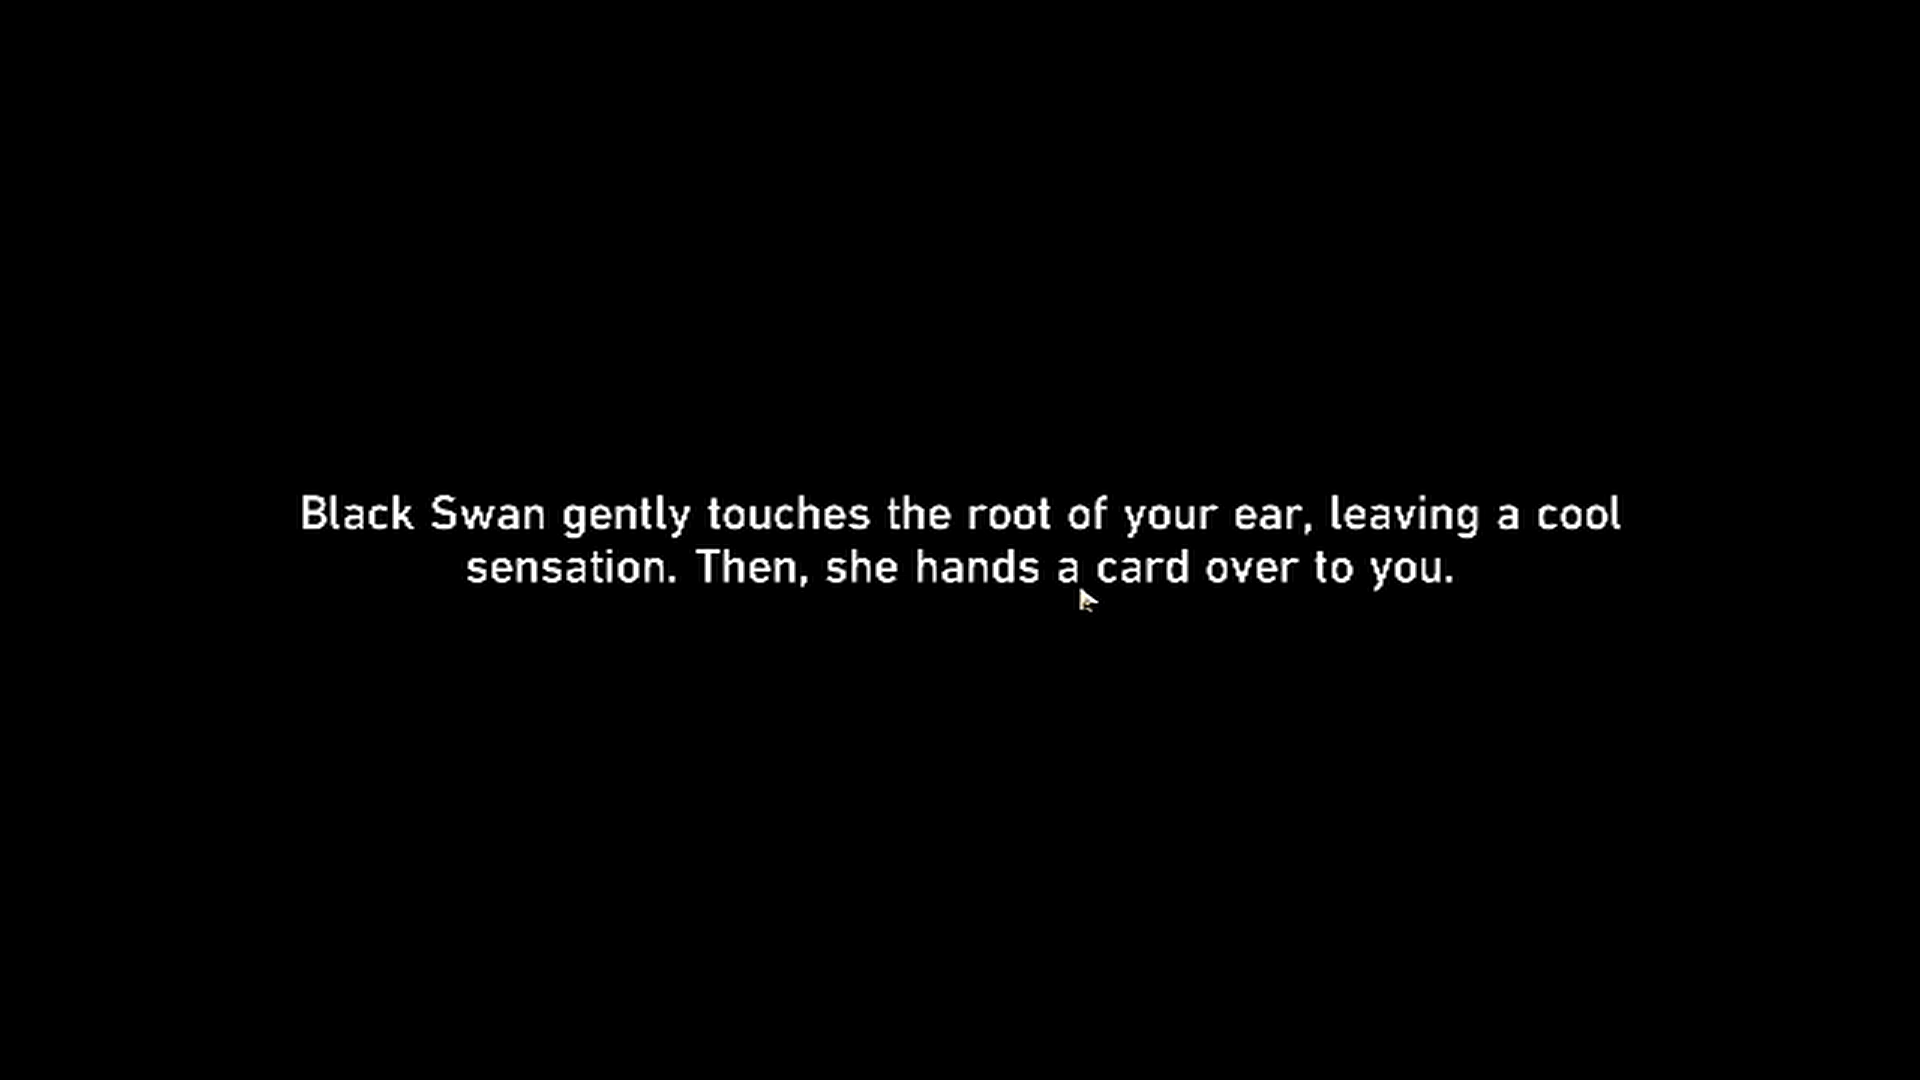 Black Swan gently touches the root of your ear, leaving a cool
sensation. Then, she hands a card over to you.